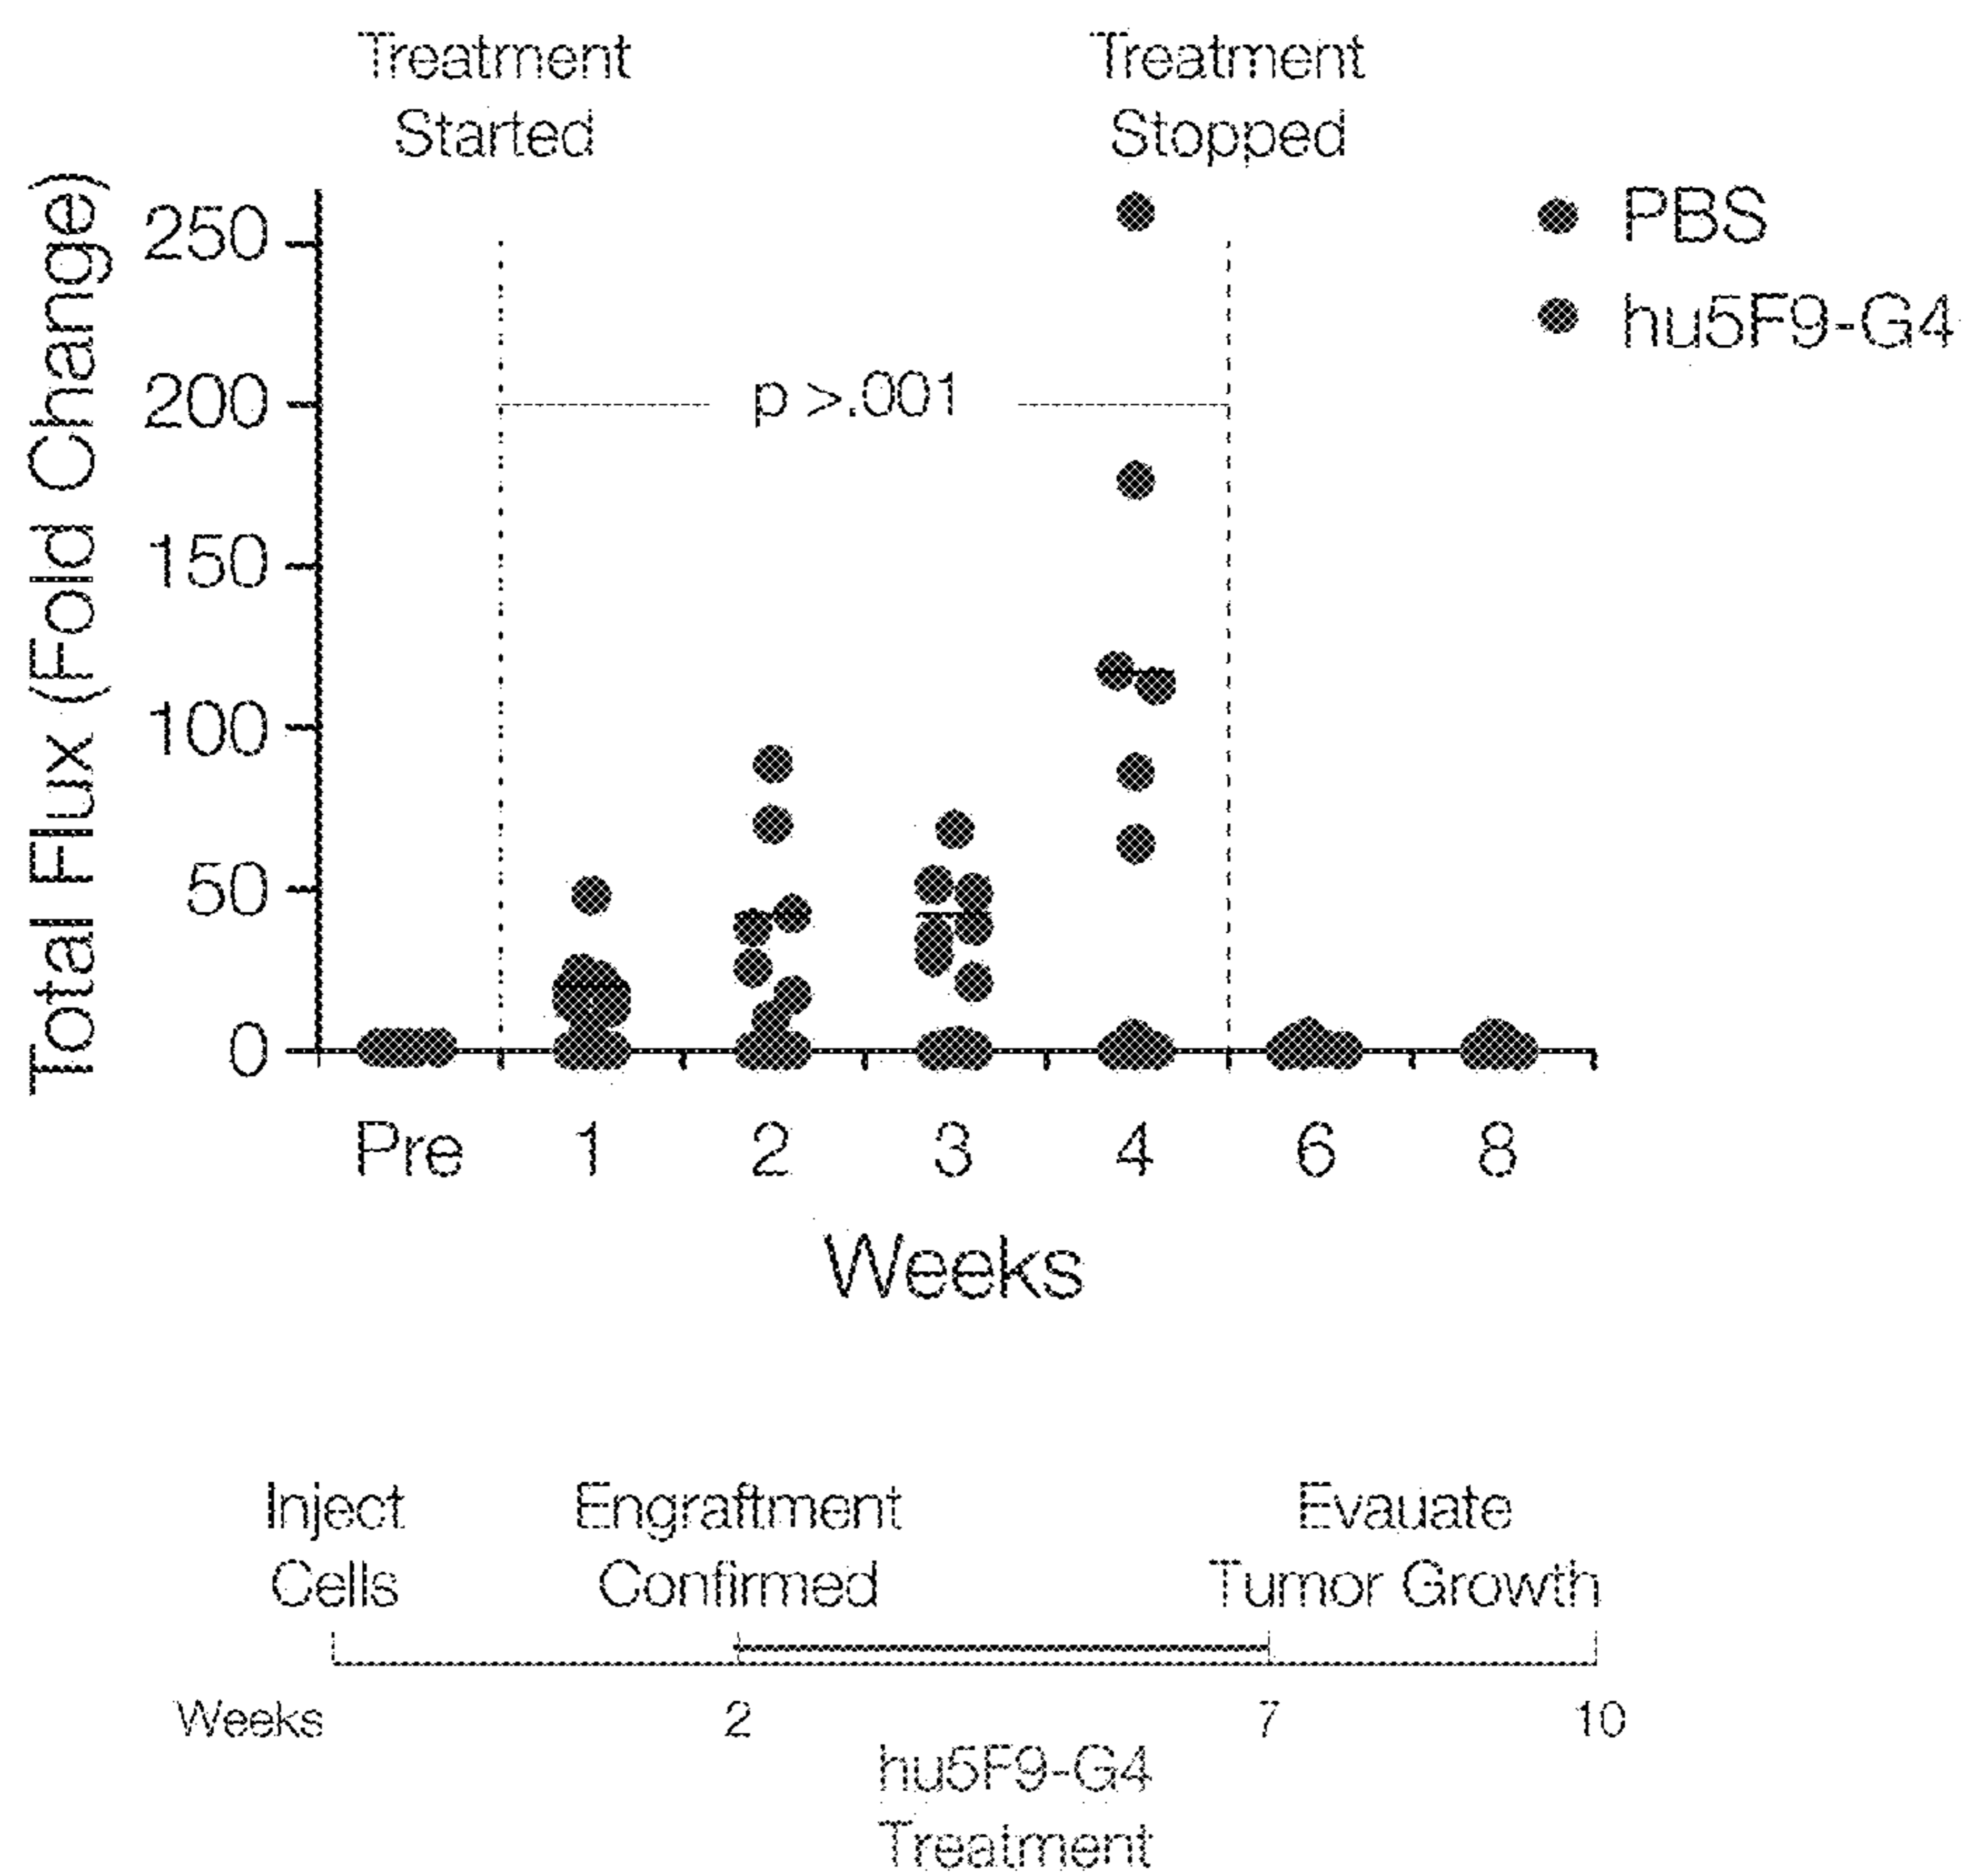 Treatment
Started
Treatment
Stopped
Total Flux (Fold Change)
250
200
150
100
50
0
PBS
hu5F9-G4
p >.001
Pre 1 2 3 4 6 8
Weeks
Inject
Cells
Engraftment
Confirmed
Evauate
Tumor Growth
Weeks 2 7 10
hu5F9-G4
Treatment